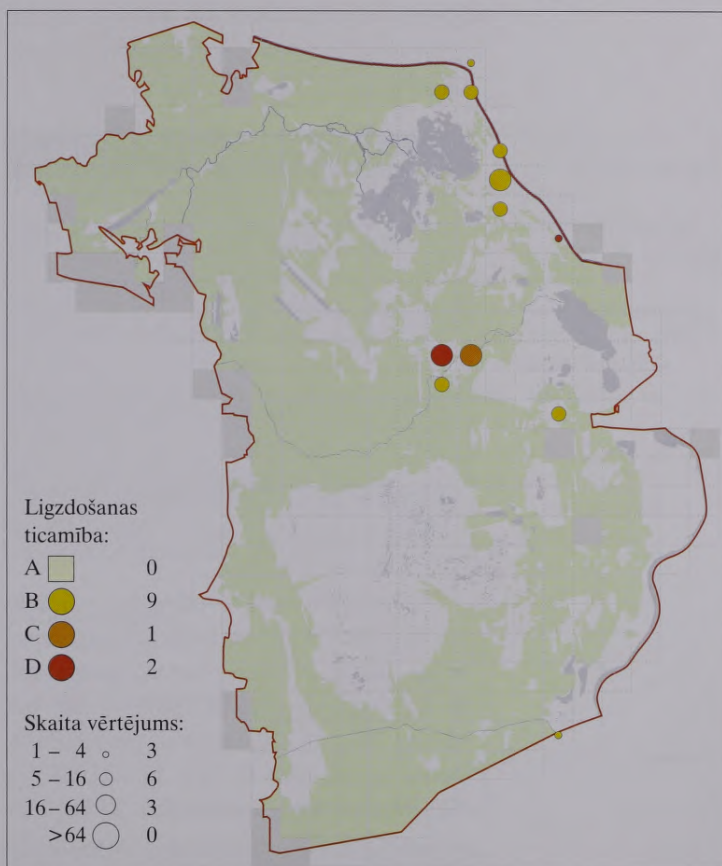 Ligzdošanas
ticamība:
A 0
B 9
C 1
D 2
Skaita vērtējums:
1 – 4 3
5 – 16 6
16 – 64 3
>64 0